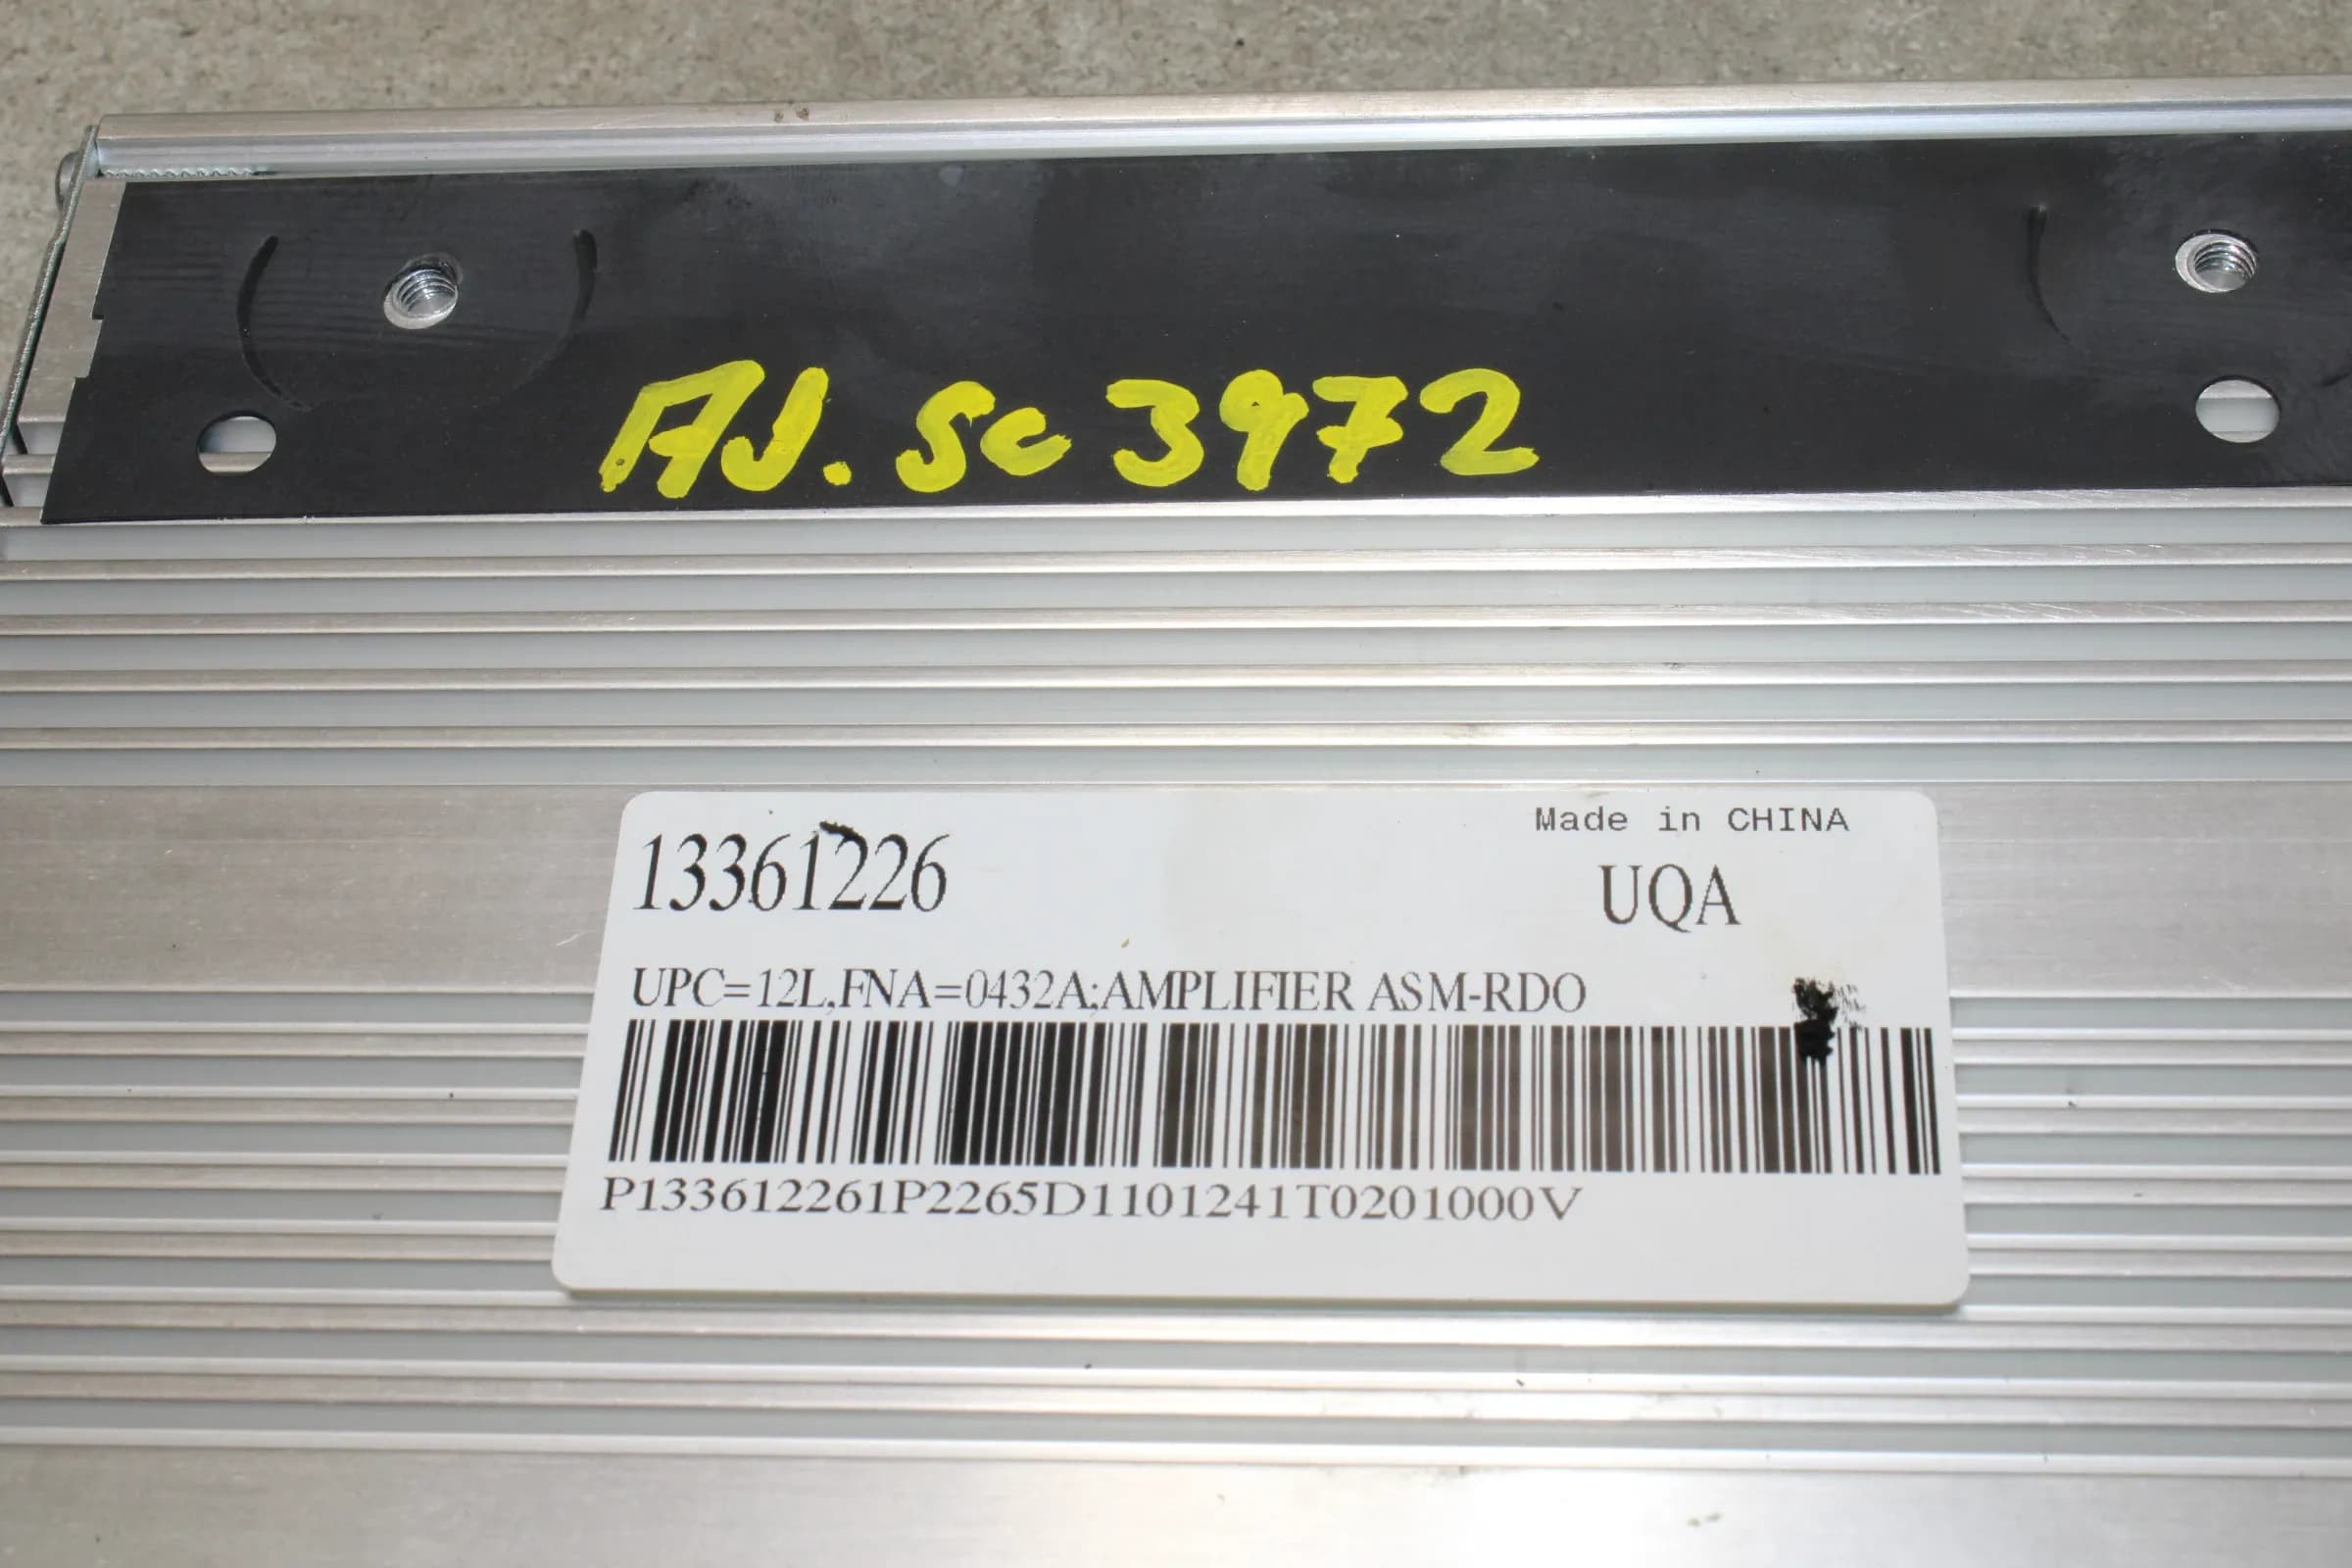 AJ. SC 3972
Made in CHINA
13361226
UQA
UPC=12L,FNA=0432A;AMPLIFIER ASM-RDO
P133612261P2265D1101241T0201000V